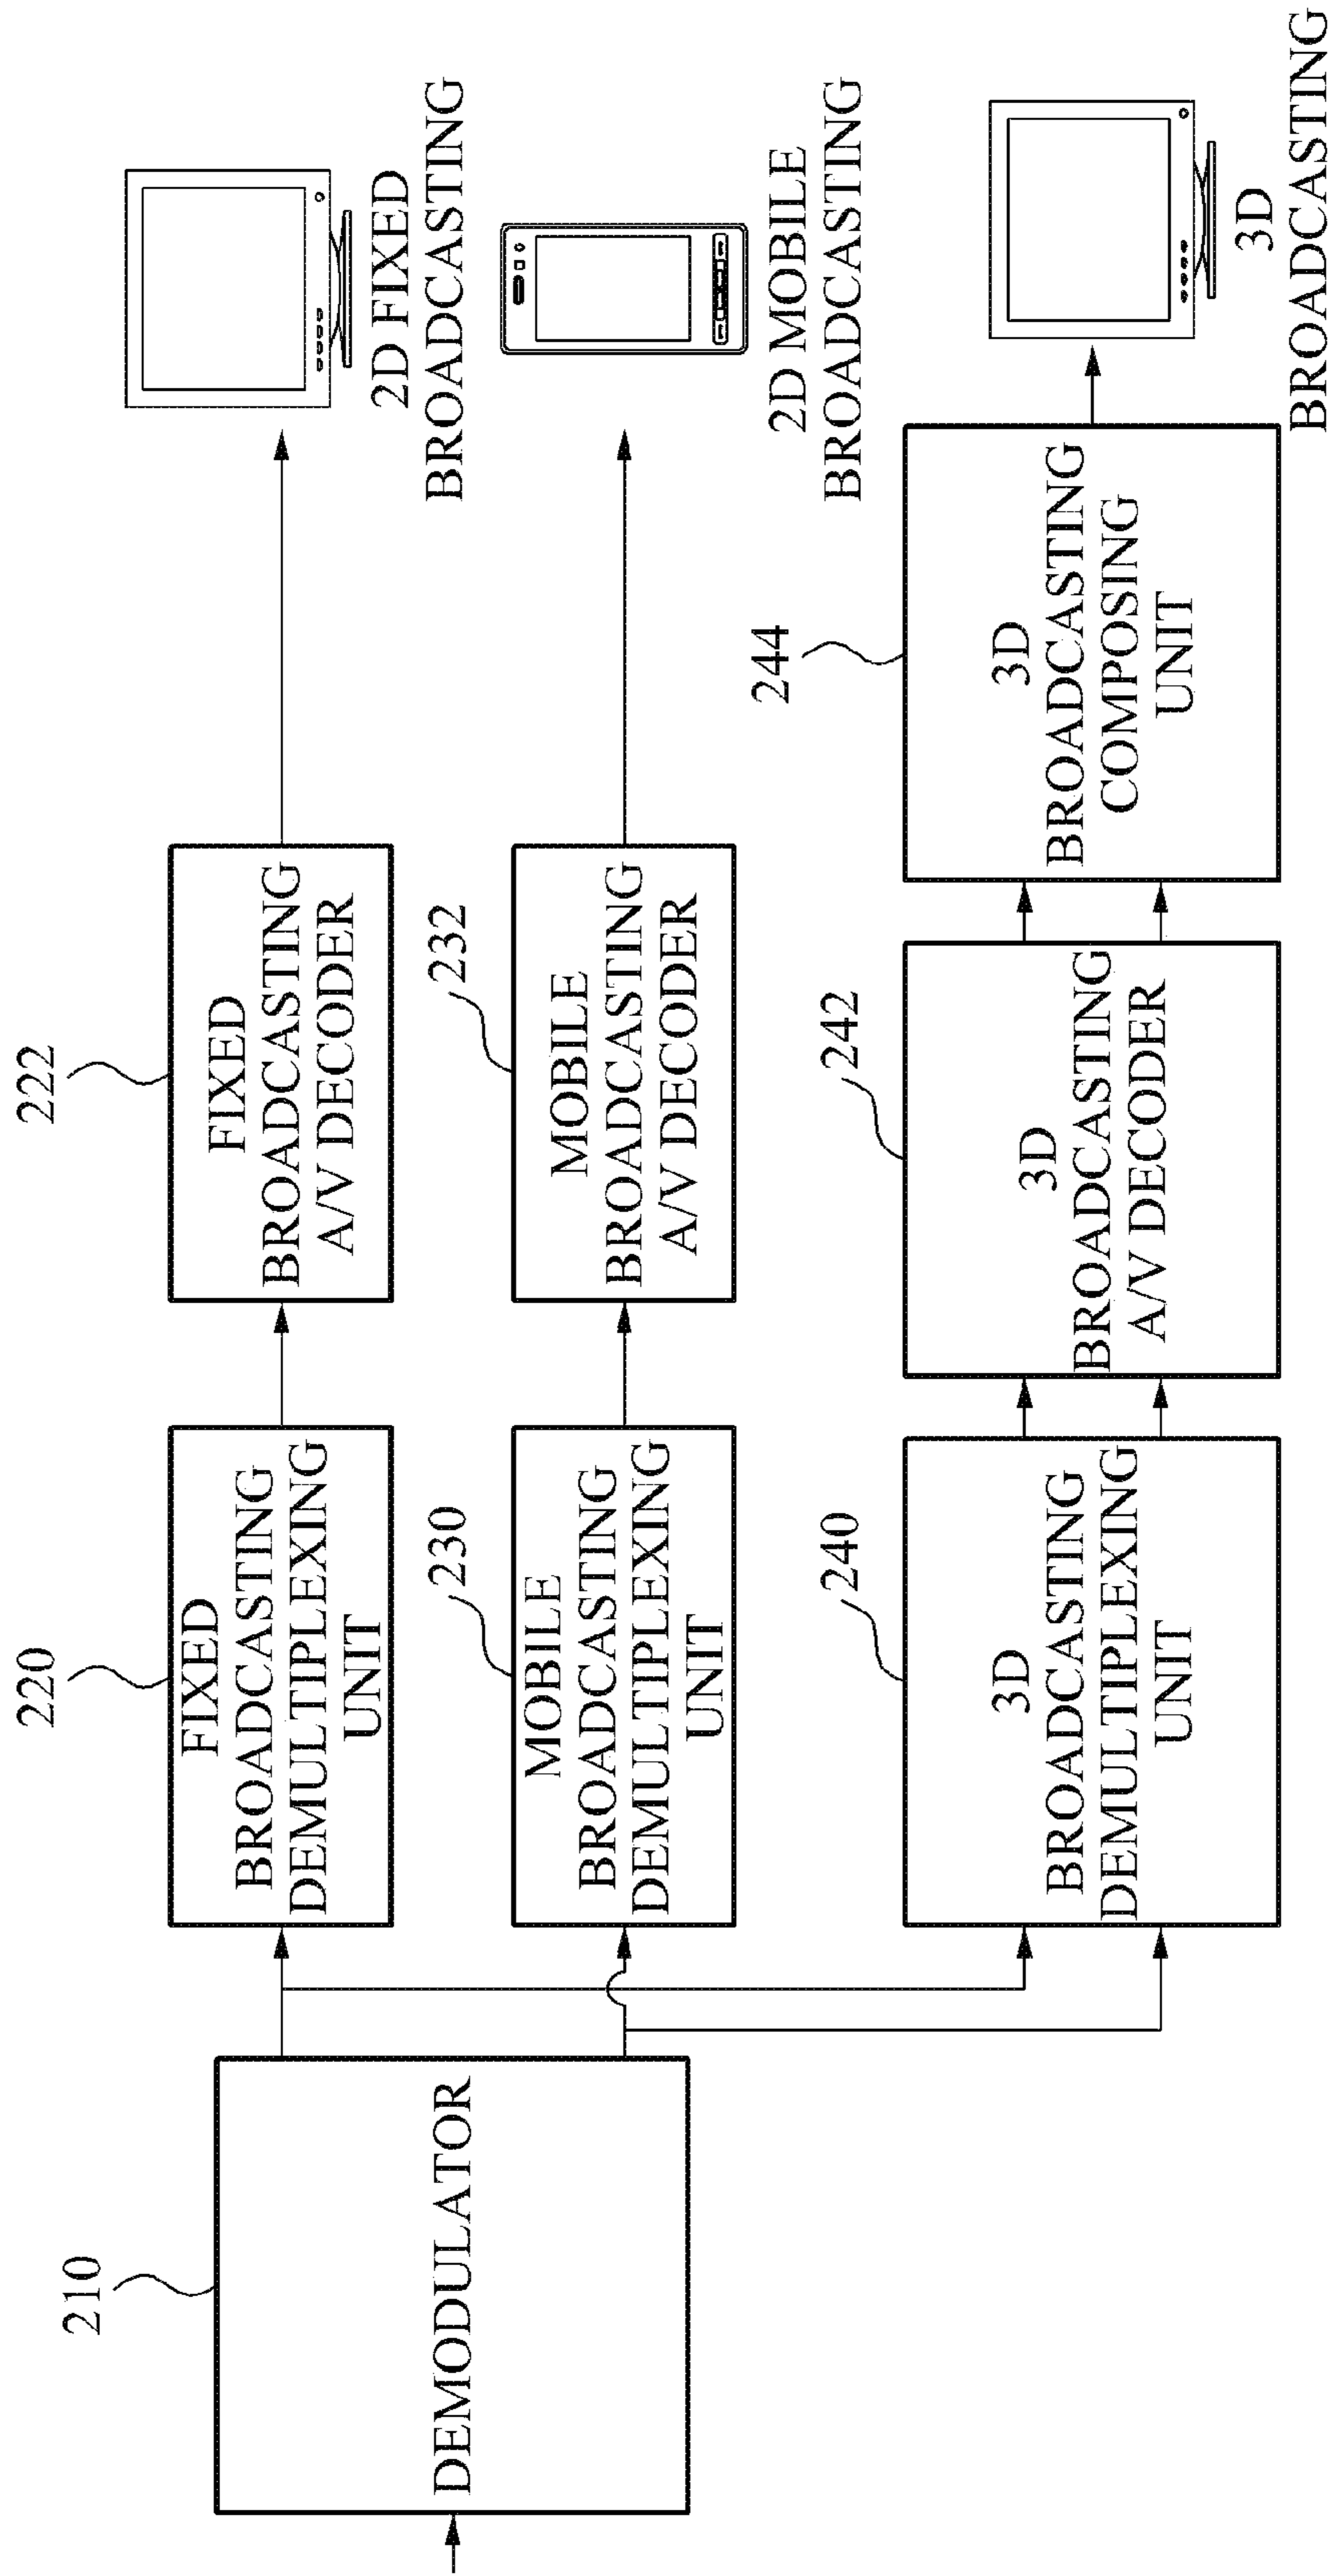 210
DEMODULATOR
220
FIXED
BROADCASTING
DEMULTIPLEXING
UNIT
222
FIXED
BROADCASTING
A/V DECODER
2D FIXED
BROADCASTING
230
MOBILE
BROADCASTING
DEMULTIPLEXING
UNIT
232
MOBILE
BROADCASTING
A/V DECODER
2D MOBILE
BROADCASTING
240
3D
BROADCASTING
DEMULTIPLEXING
UNIT
242
3D
BROADCASTING
A/V DECODER
244
3D
BROADCASTING
COMPOSING
UNIT
3D
BROADCASTING